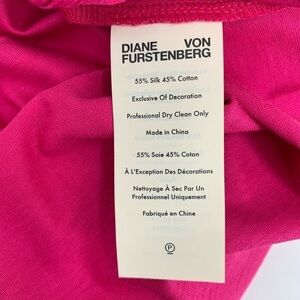 DIANE VON
FURSTENBERG
55% Silk 45% Cotton
Exclusive Of Decoration
Professional Dry Clean Only
Made in China
55% Soie 45% Coton
À L'Exception Des Décorations
Nettoyage À Sec Par Un
Professionnel Uniquement
Fabriqué en Chine
P